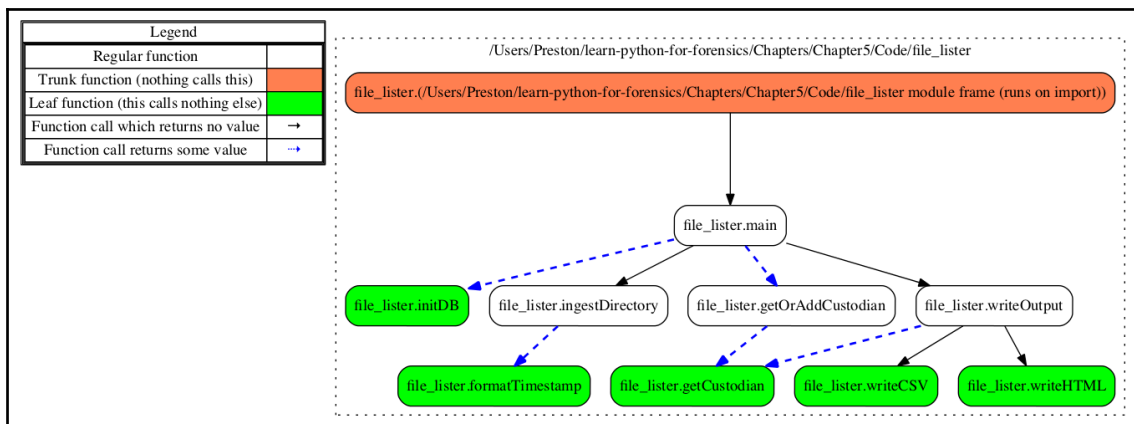 Legend
Regular function
Trunk function (nothing calls this)
Leaf function (this calls nothing else)
Function call which returns no value →
Function call returns some value ⇢
/Users/Preston/learn-python-for-forensics/Chapters/Chapter5/Code/file_lister
file_lister.(/Users/Preston/learn-python-for-forensics/Chapters/Chapter5/Code/file_lister module frame (runs on import))
file_lister.main
file_lister.initDB
file_lister.ingestDirectory
file_lister.getOrAddCustodian
file_lister.writeOutput
file_lister.formatTimestamp
file_lister.getCustodian
file_lister.writeCSV
file_lister.writeHTML